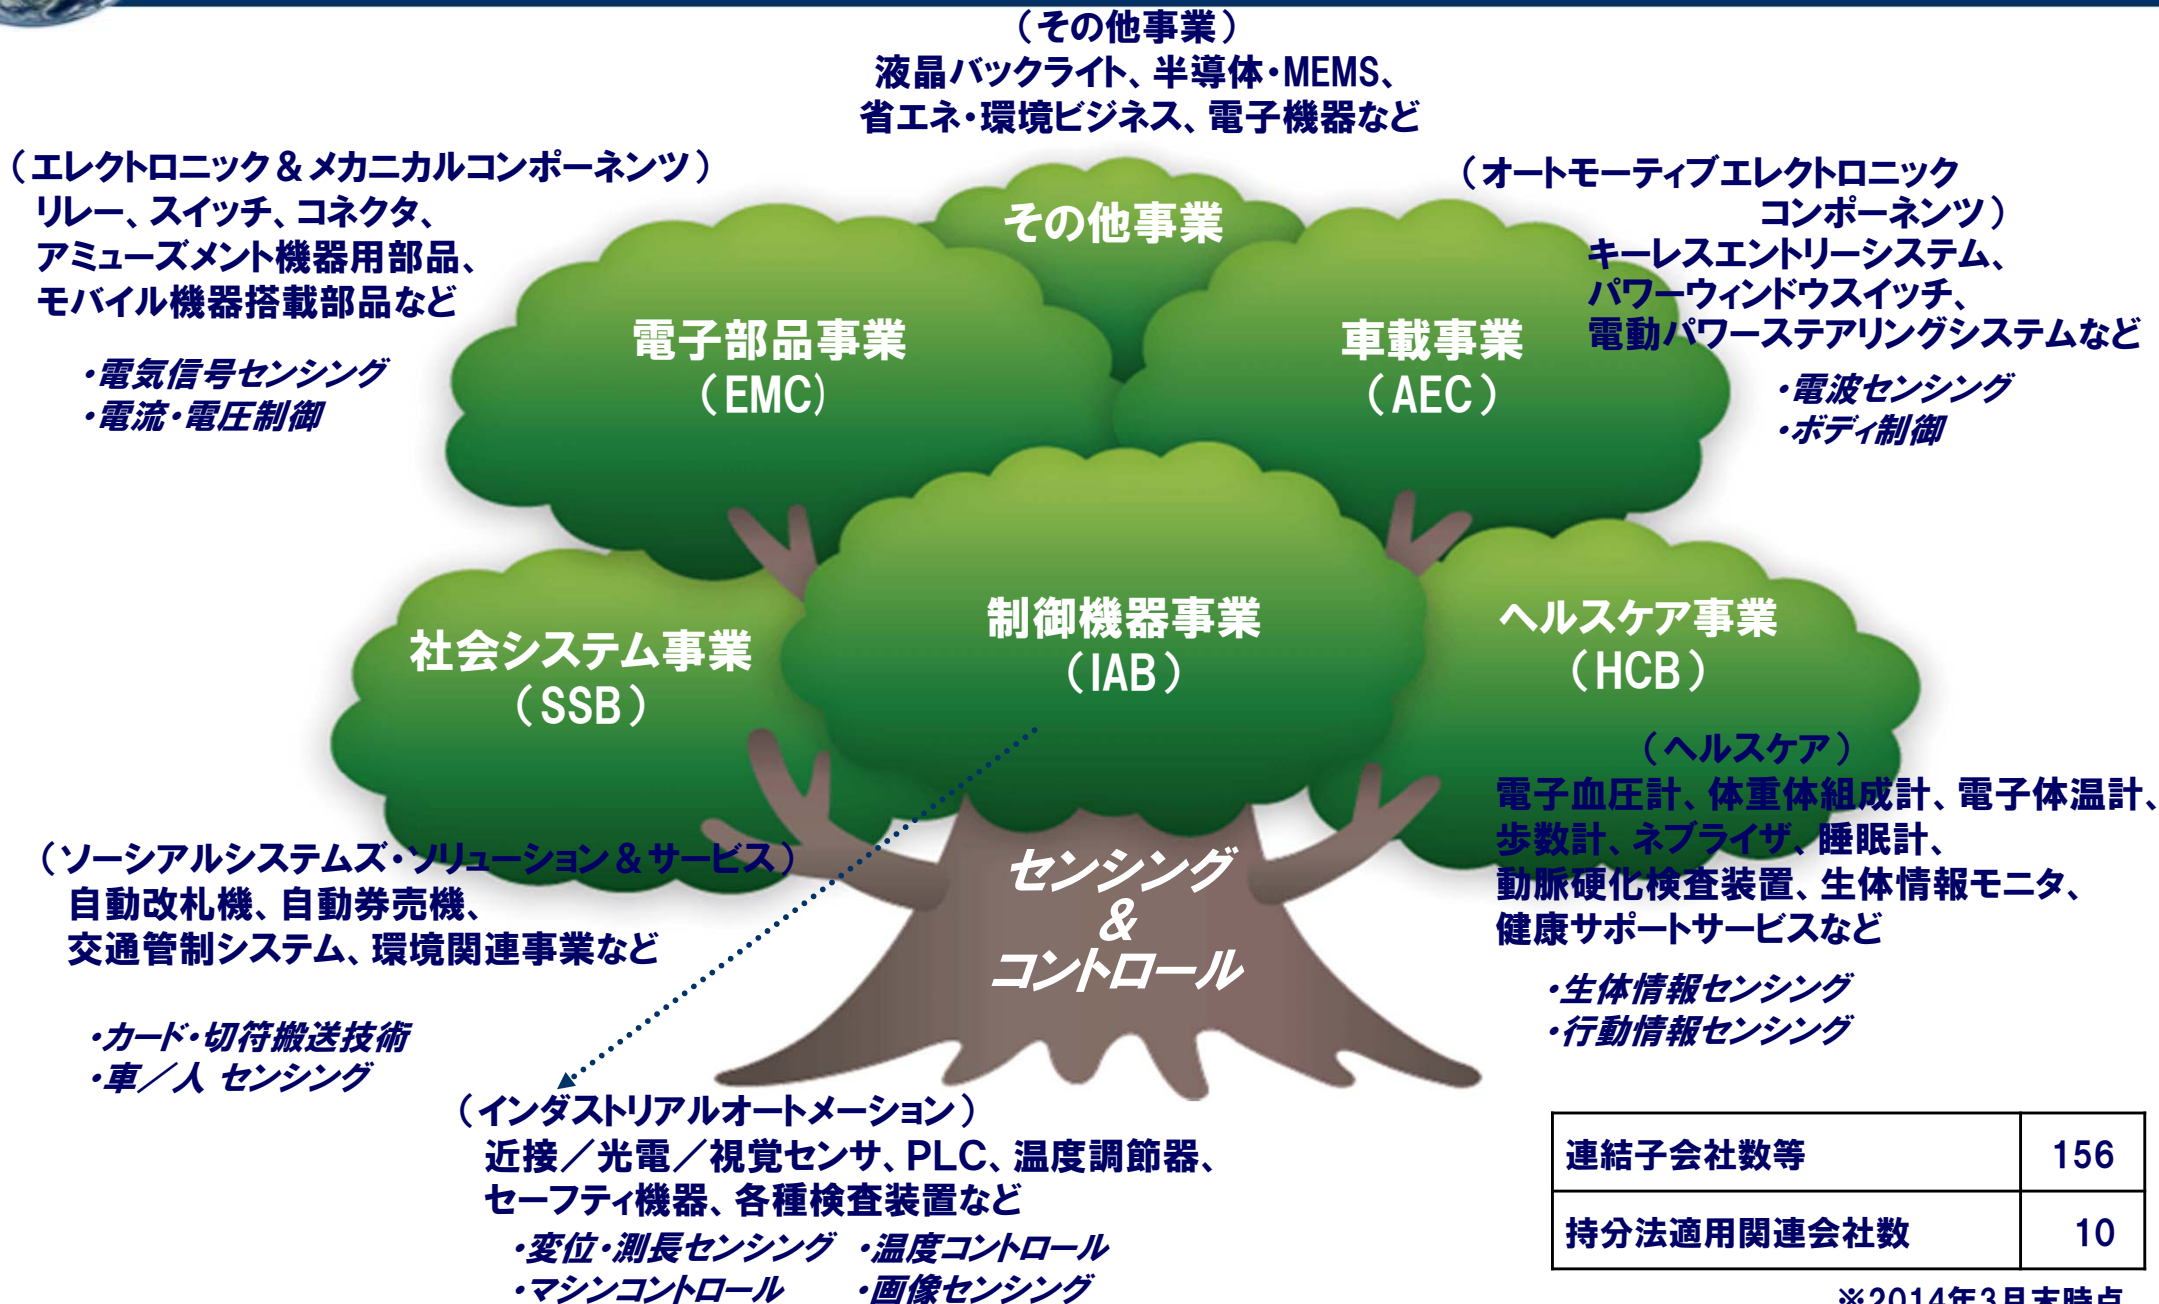 (その他事業)
液晶バックライト、半導体・MEMS、
省エネ・環境ビジネス、電子機器など
(エレクトロニック&メカニカルコンポーネンツ)
リレー、スイッチ、コネクタ、
アミューズメント機器用部品、
モバイル機器搭載部品など
・電気信号センシング
・電流・電圧制御
その他事業
(オートモーティブエレクトロニック
コンポーネンツ)
キーレスエントリーシステム、
パワーウィンドウスイッチ、
電動パワーステアリングシステムなど
・電波センシング
・ボディ制御
電子部品事業
(EMC)
車載事業
(AEC)
社会システム事業
(SSB)
制御機器事業
(IAB)
ヘルスケア事業
(HCB)
(ヘルスケア)
電子血圧計、体重体組成計、電子体温計、
歩数計、ネブライザ、睡眠計、
動脈硬化検査装置、生体情報モニタ、
健康サポートサービスなど
・生体情報センシング
・行動情報センシング
(ソーシアルシステムズ・ソリューション&サービス)
自動改札機、自動券売機、
交通管制システム、環境関連事業など
・カード・切符搬送技術
・車/人 センシング
センシング
&
コントロール
(インダストリアルオートメーション)
近接/光電/視覚センサ、PLC、温度調節器、
セーフティ機器、各種検査装置など
・変位・測長センシング ・温度コントロール
・マシンコントロール ・画像センシング
連結子会社数等 156
持分法適用関連会社数 10
※2014年3月末時点